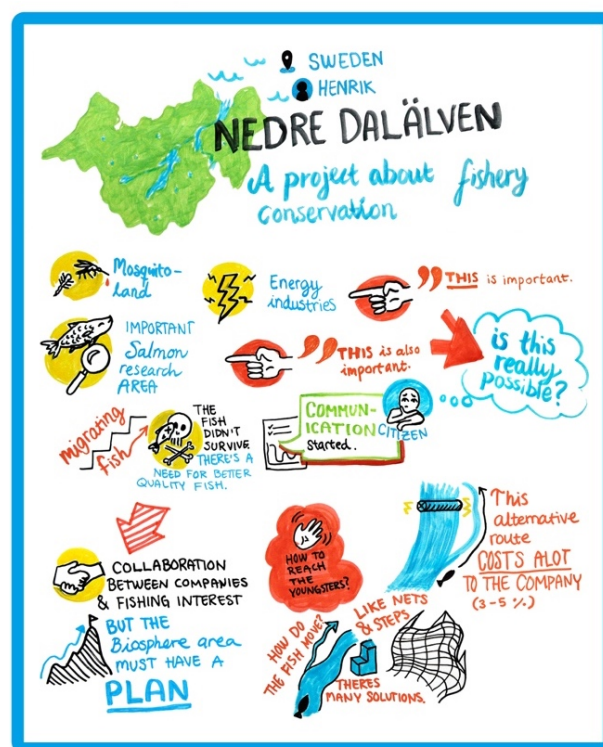 SWEDEN
HENRIK
NEDRE DALÄLVEN
A project about fishery
conservation
Mosquito-
land
Energy
industries
THIS is important.
IMPORTANT
Salmon
research
AREA
THIS is also
important.
is this
really
possible?
migrating
fish
THE
FISH
DIDN'T
SURVIVE
THERE'S A
NEED FOR BETTER
QUALITY FISH.
COMMUN-
ICATION
Started.
CITIZEN
This
alternative
route
COSTS ALOT
TO THE COMPANY
(3-5 %)
COLLABORATION
BETWEEN COMPANIES
& FISHING INTEREST
HOW TO
REACH
THE
YOUNGSTERS?
BUT THE
Biosphere area
MUST HAVE A
PLAN
HOW DO
THE FISH MOVE?
LIKE NETS
& STEPS
THERES
MANY SOLUTIONS.